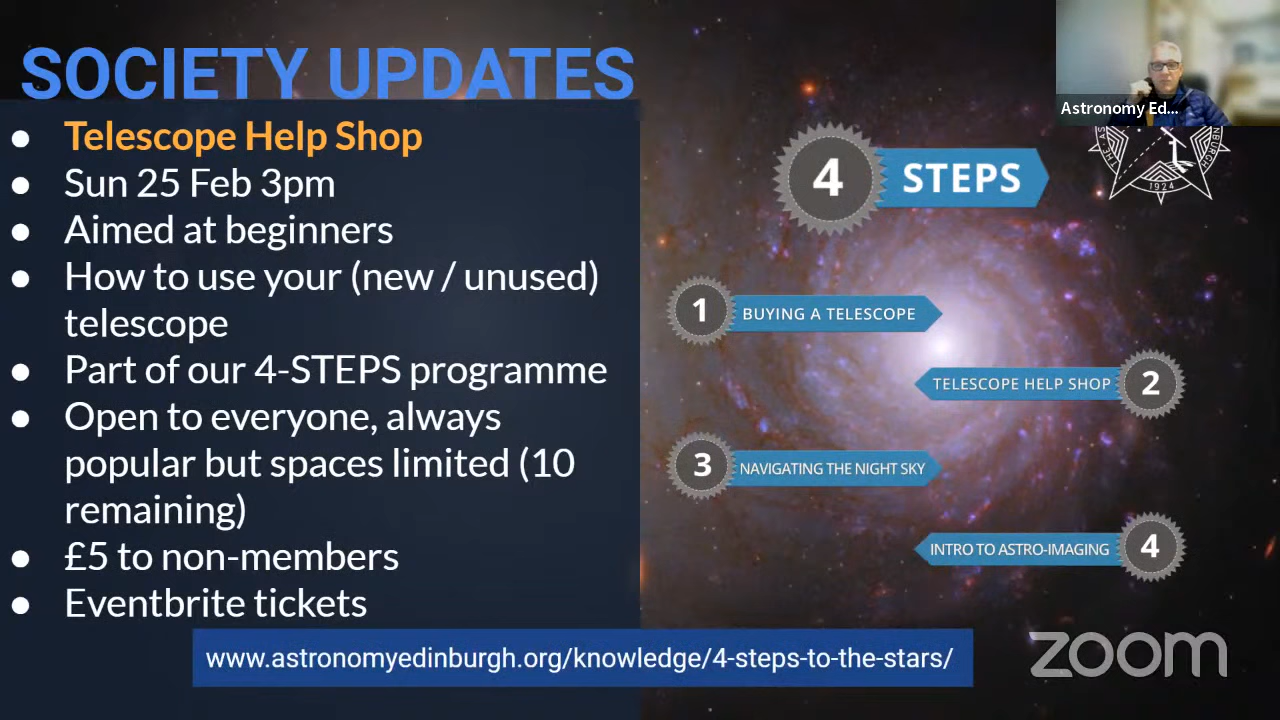 SOCIETY UPDATES
● Telescope Help Shop
● Sun 25 Feb 3pm
● Aimed at beginners
● How to use your (new / unused)
telescope
● Part of our 4-STEPS programme
● Open to everyone, always
popular but spaces limited (10
remaining)
● £5 to non-members
● Eventbrite tickets
www.astronomyedinburgh.org/knowledge/4-steps-to-the-stars/
Astronomy Ed...
1924
4 STEPS
1 BUYING A TELESCOPE
TELESCOPE HELP SHOP 2
3 NAVIGATING THE NIGHT SKY
INTRO TO ASTRO-IMAGING 4
zoom